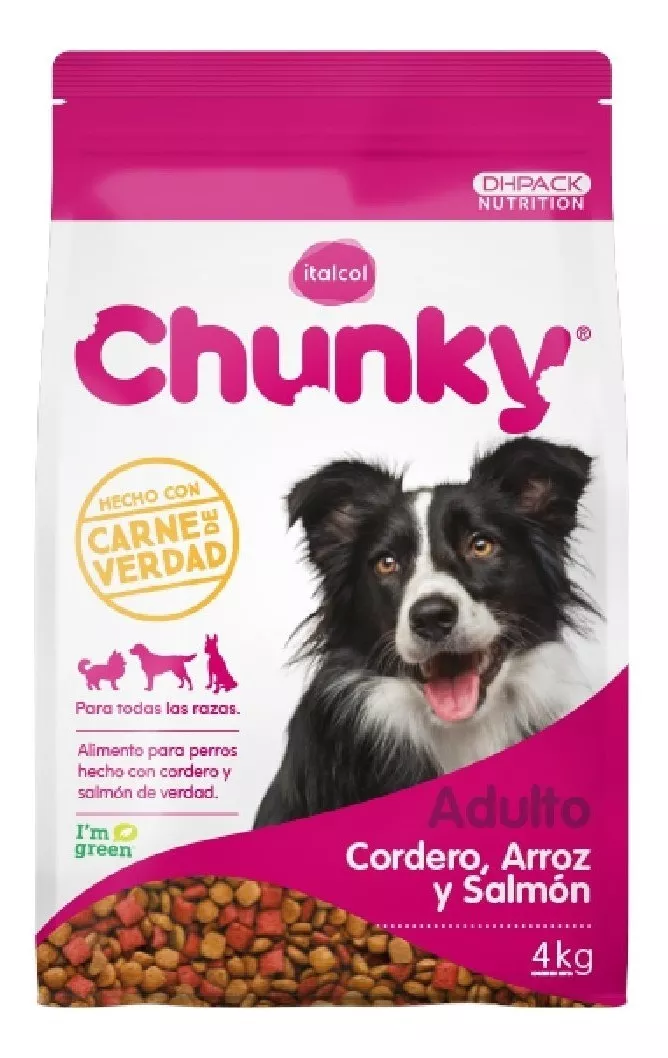 DHPACK
NUTRITION
italcol
Chunky®
HECHO CON
CARNE DE
VERDAD
Para todas las razas.
Alimento para perros
hecho con cordero y
salmón de verdad.
I'm
green
Adulto
Cordero, Arroz
y Salmón
4kg